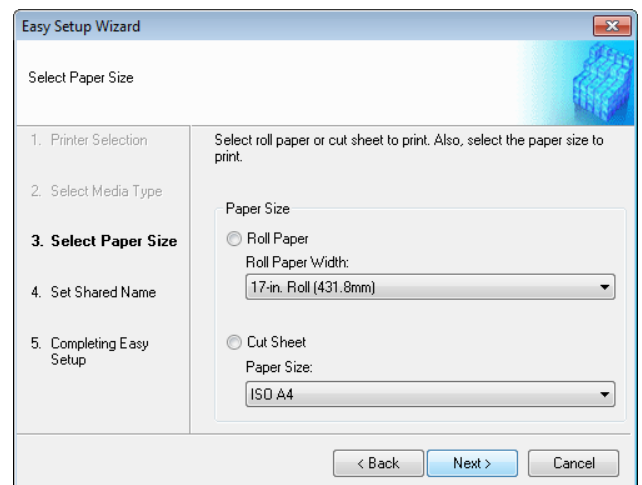 Easy Setup Wizard
Select Paper Size
1. Printer Selection
2. Select Media Type
3. Select Paper Size
4. Set Shared Name
5. Completing Easy
Setup
Select roll paper or cut sheet to print. Also, select the paper size to
print.
Paper Size
Roll Paper
Roll Paper Width:
17-in. Roll (431.8mm)
Cut Sheet
Paper Size:
ISO A4
< Back
Next >
Cancel